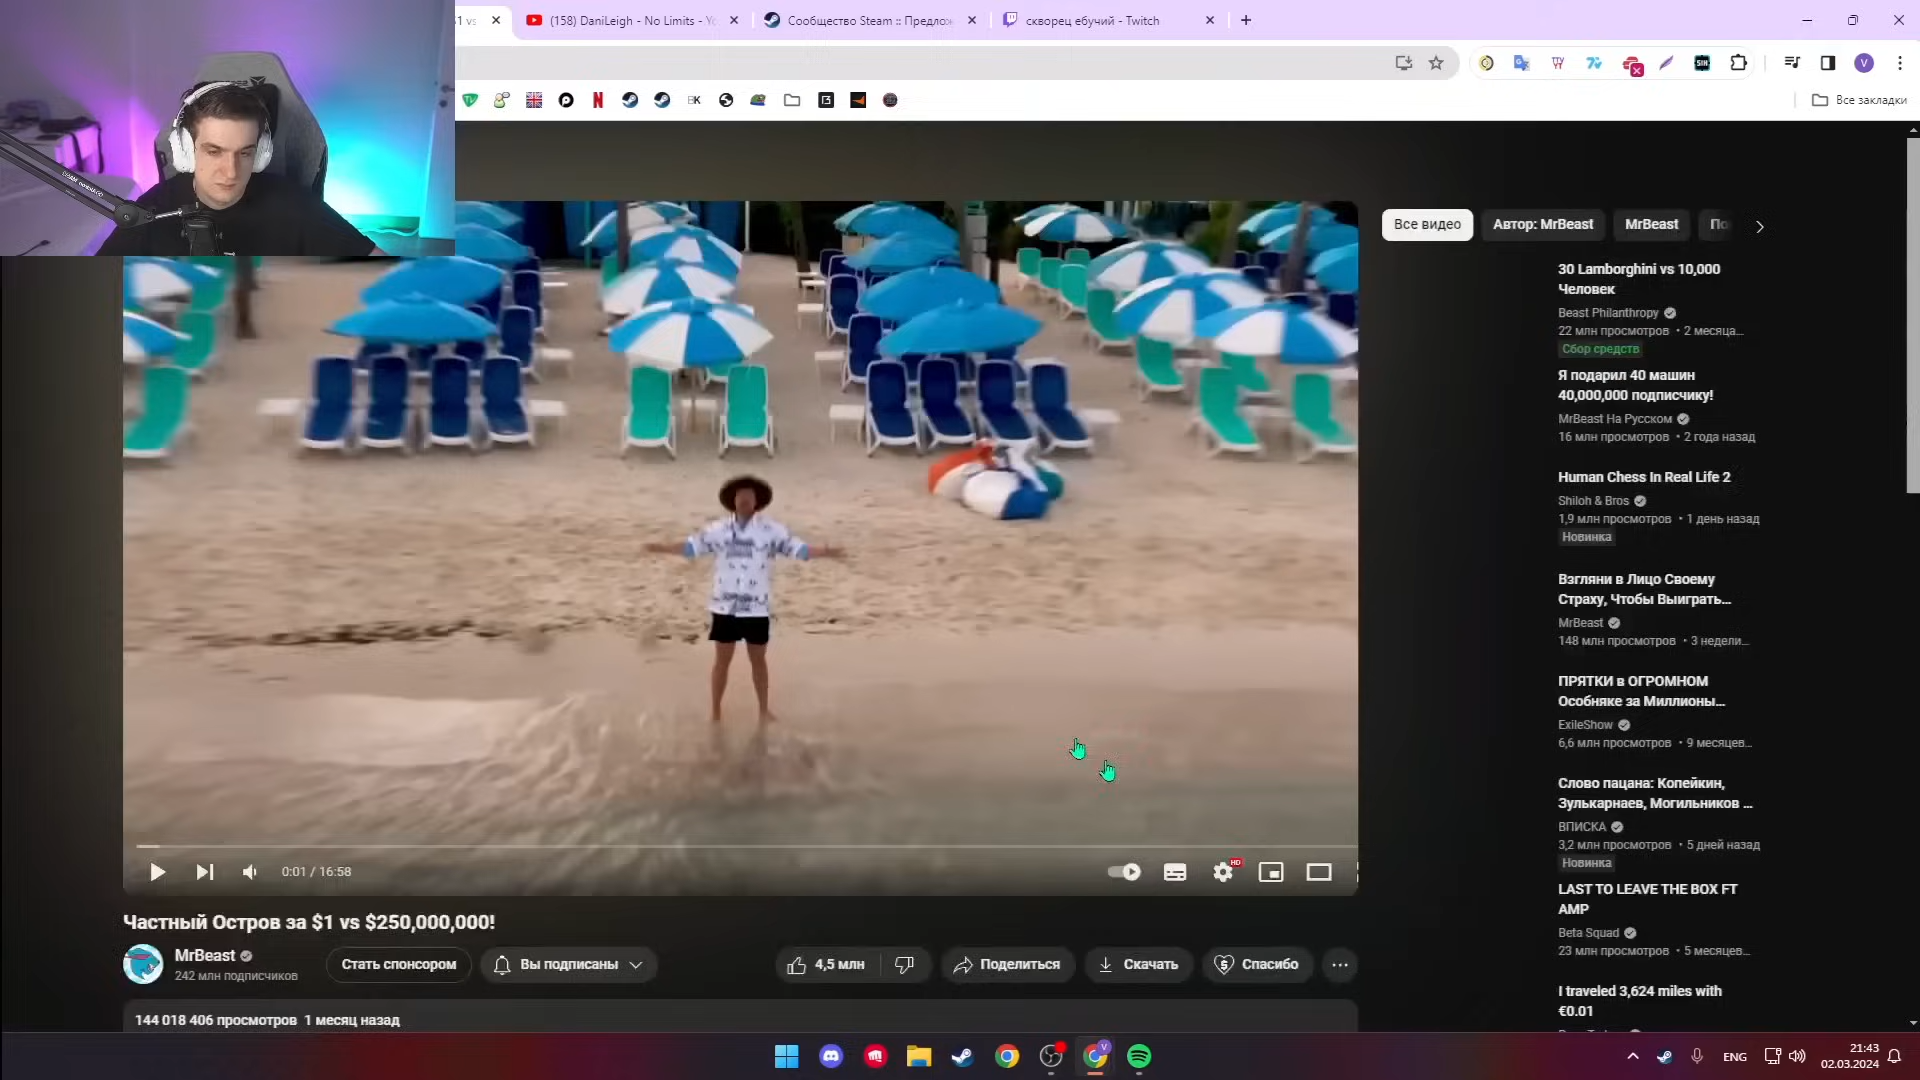 $1 vs
(158) DaniLeigh - No Limits - Yo
Сообщество Steam :: Предлож
скворец ебучий - Twitch
Все закладки
Все видео
Автор: MrBeast
MrBeast
По
30 Lamborghini vs 10,000
Человек
Beast Philanthropy
22 млн просмотров • 2 месяца...
Сбор средств
Я подарил 40 машин
40,000,000 подписчику!
MrBeast На Русском
16 млн просмотров • 2 года назад
Human Chess In Real Life 2
Shiloh & Bros
1,9 млн просмотров • 1 день назад
Новинка
Взгляни в Лицо Своему
Страху, Чтобы Выиграть...
MrBeast
148 млн просмотров • 3 недели...
ПРЯТКИ в ОГРОМНОМ
Особняке за Миллионы...
ExileShow
6,6 млн просмотров • 9 месяцев...
Слово пацана: Копейкин,
Зулькарнаев, Могильников ...
ВПИСКА
3,2 млн просмотров • 5 дней назад
Новинка
LAST TO LEAVE THE BOX FT
AMP
Beta Squad
23 млн просмотров • 5 месяцев...
I traveled 3,624 miles with
€0.01
0:01 / 16:58
HD
Частный Остров за $1 vs $250,000,000!
MrBeast
242 млн подписчиков
Стать спонсором
Вы подписаны
4,5 млн
Поделиться
Скачать
Спасибо
144 018 406 просмотров 1 месяц назад
ENG
21:43
02.03.2024